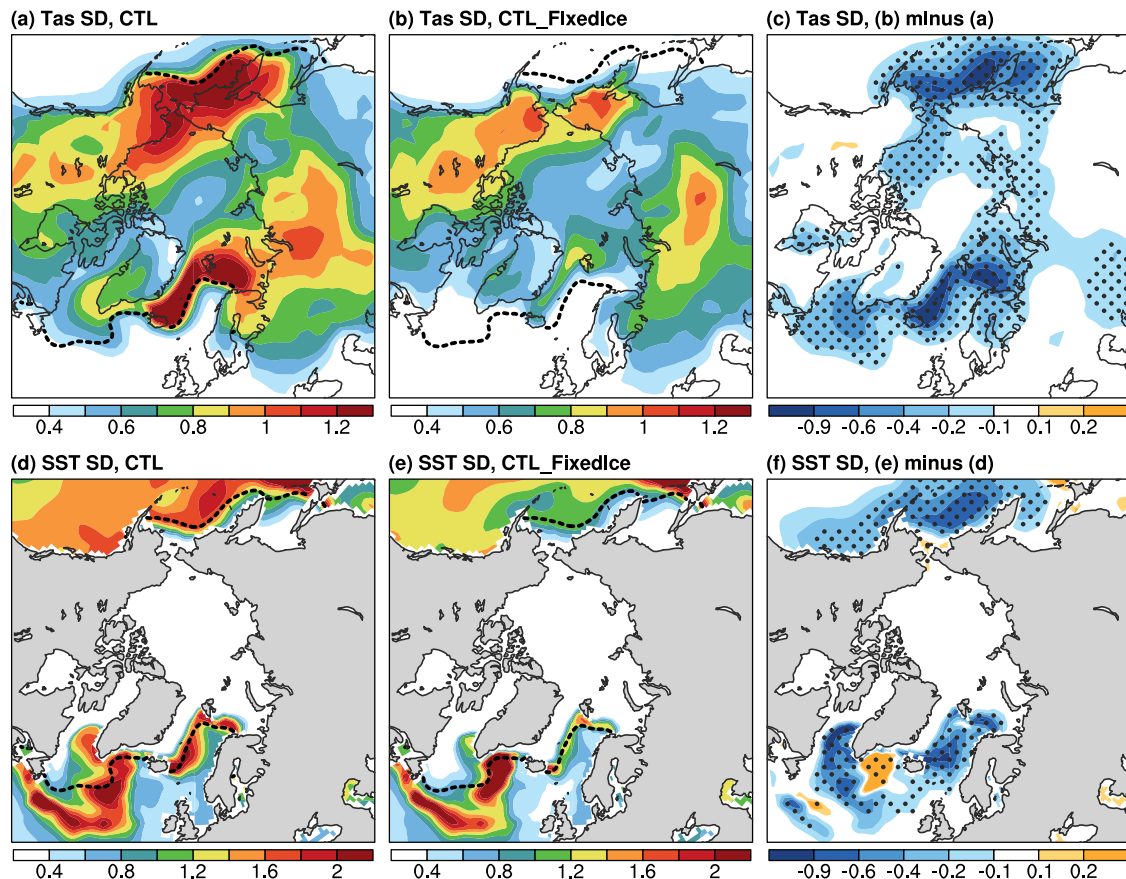 (a) Tas SD, CTL
(b) Tas SD, CTL_FIxedIce
(c) Tas SD, (b) mInus (a)
0.4 0.6 0.8 1 1.2
0.4 0.6 0.8 1 1.2
-0.9 -0.6 -0.4 -0.2 -0.1 0.1 0.2
(d) SST SD, CTL
(e) SST SD, CTL_FixedIce
(f) SST SD, (e) minus (d)
0.4 0.8 1.2 1.6 2
0.4 0.8 1.2 1.6 2
-0.9 -0.6 -0.4 -0.2 -0.1 0.1 0.2